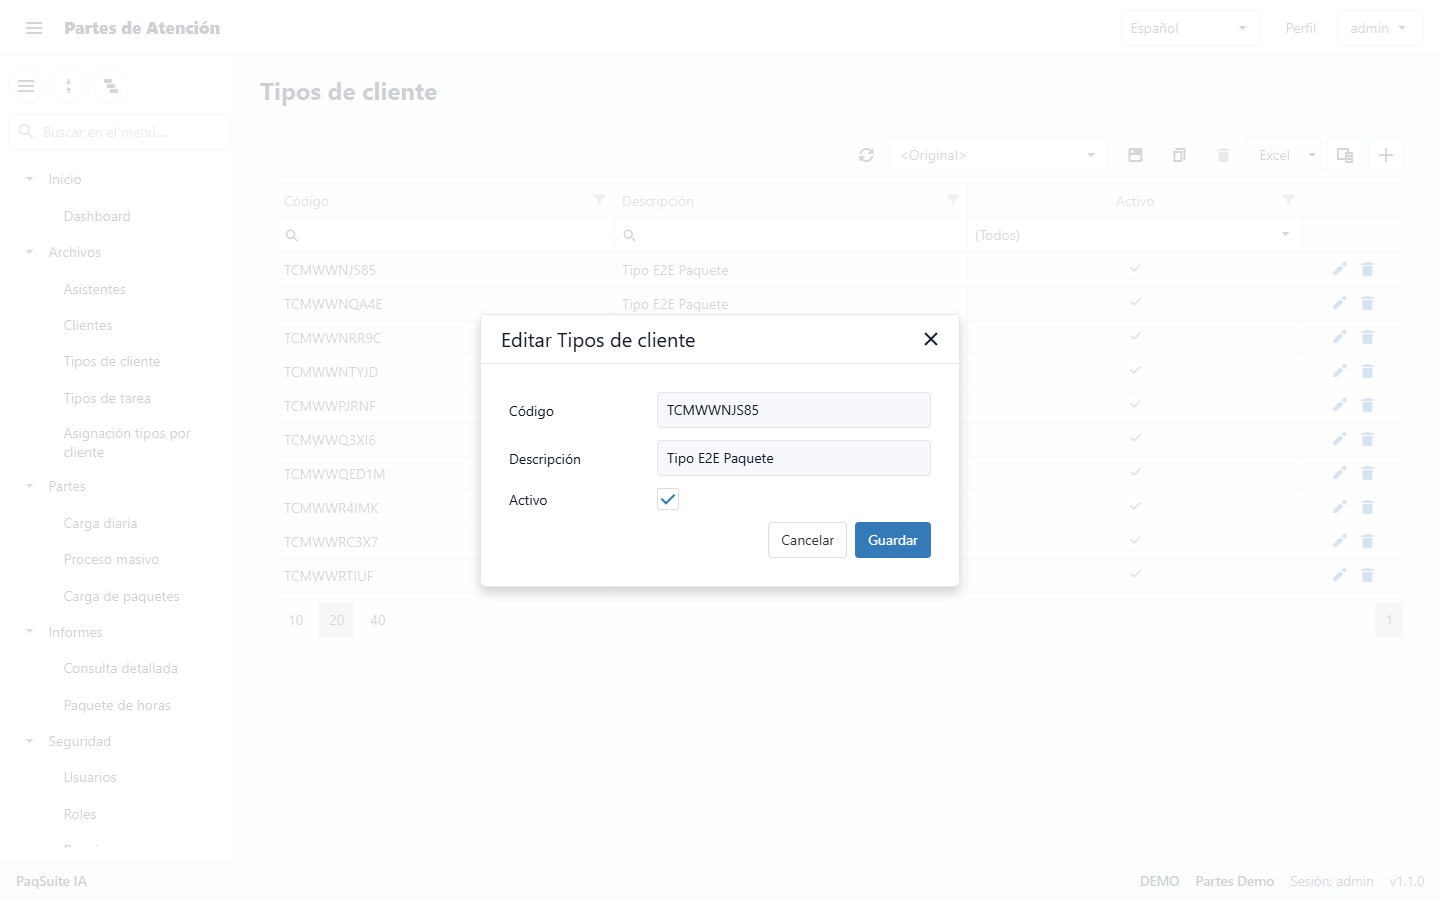 Partes de Atención
Español
Perfil
admin
Buscar en el menú...
Inicio
Dashboard
Archivos
Asistentes
Clientes
Tipos de cliente
Tipos de tarea
Asignación tipos por
cliente
Partes
Carga diaria
Proceso masivo
Carga de paquetes
Informes
Consulta detallada
Paquete de horas
Seguridad
Usuarios
Roles
Tipos de cliente
<Original>
Excel
Código
Descripción
Activo
(Todos)
TCMWWNJS85
Tipo E2E Paquete
TCMWWNQA4E
Tipo E2E Paquete
TCMWWNRR9C
TCMWWNTYJD
TCMWWPJRNF
TCMWWQ3XI6
TCMWWQED1M
TCMWWR4IMK
TCMWWRC3X7
TCMWWRTIUF
10
20
40
1
Editar Tipos de cliente
Código
TCMWWNJS85
Descripción
Tipo E2E Paquete
Activo
Cancelar
Guardar
PaqSuite IA
DEMO
Partes Demo
Sesión: admin
v1.1.0